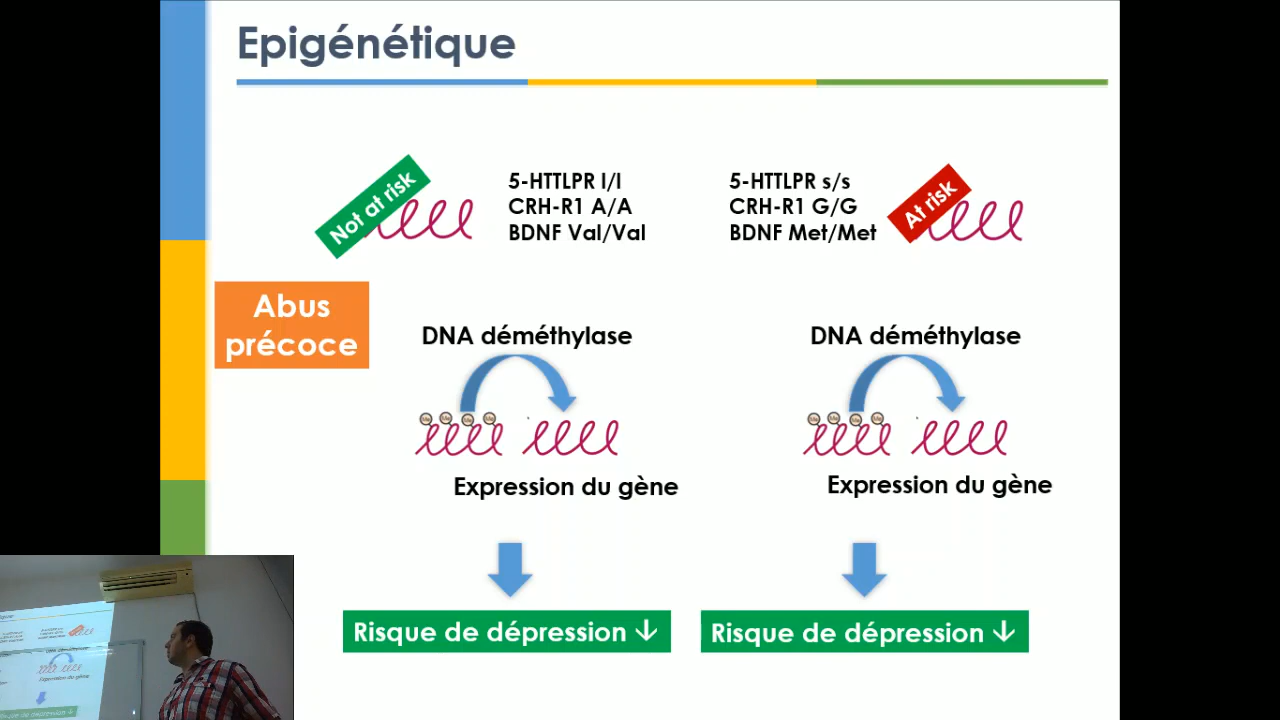 Epigénétique
Not at risk
5-HTTLPR l/l
CRH-R1 A/A
BDNF Val/Val
5-HTTLPR s/s
CRH-R1 G/G
BDNF Met/Met
At risk
Abus
précoce
DNA déméthylase
DNA déméthylase
Expression du gène
Expression du gène
Risque de dépression ↓
Risque de dépression ↓